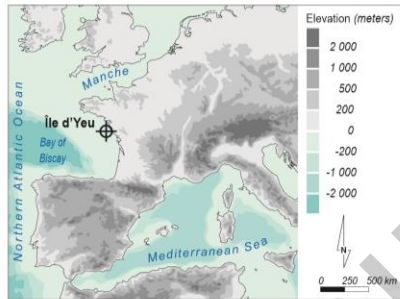 Manche
Île d'Yeu
Bay of
Biscay
Northern Atlantic Ocean
Mediterranean Sea
Elevation (meters)
2 000
1 000
500
200
0
-200
-1 000
-2 000
N
0 250 500 km